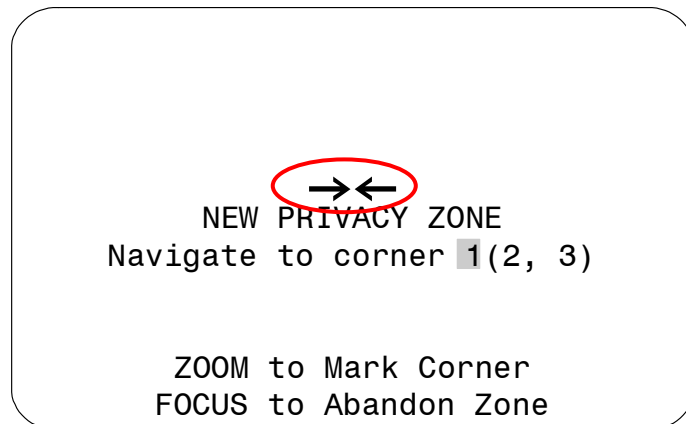 →←
NEW PRIVACY ZONE
Navigate to corner 1(2, 3)
ZOOM to Mark Corner
FOCUS to Abandon Zone